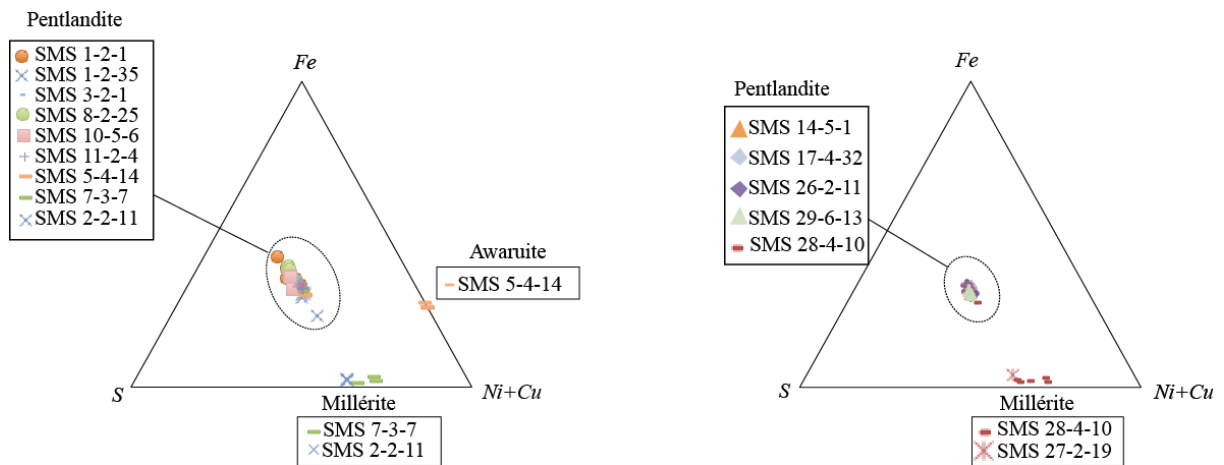 Pentlandite
SMS 1-2-1
SMS 1-2-35
SMS 3-2-1
SMS 8-2-25
SMS 10-5-6
SMS 11-2-4
SMS 5-4-14
SMS 7-3-7
SMS 2-2-11
Fe
Awaruite
SMS 5-4-14
S
Ni+Cu
Millérite
SMS 7-3-7
SMS 2-2-11
Fe
Pentlandite
SMS 14-5-1
SMS 17-4-32
SMS 26-2-11
SMS 29-6-13
SMS 28-4-10
S
Ni+Cu
Millérite
SMS 28-4-10
SMS 27-2-19